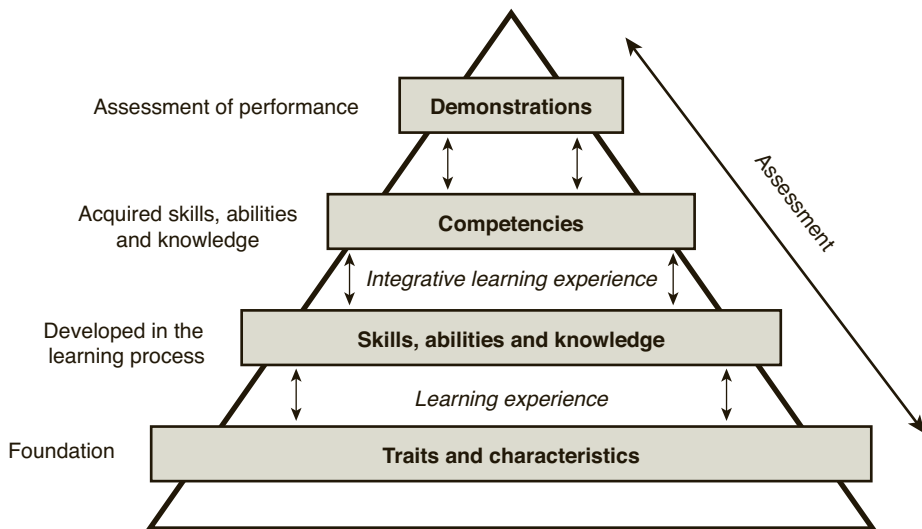 Assessment of performance
Demonstrations
Assessment
Acquired skills, abilities
and knowledge
Competencies
Integrative learning experience
Developed in the
learning process
Skills, abilities and knowledge
Learning experience
Foundation
Traits and characteristics